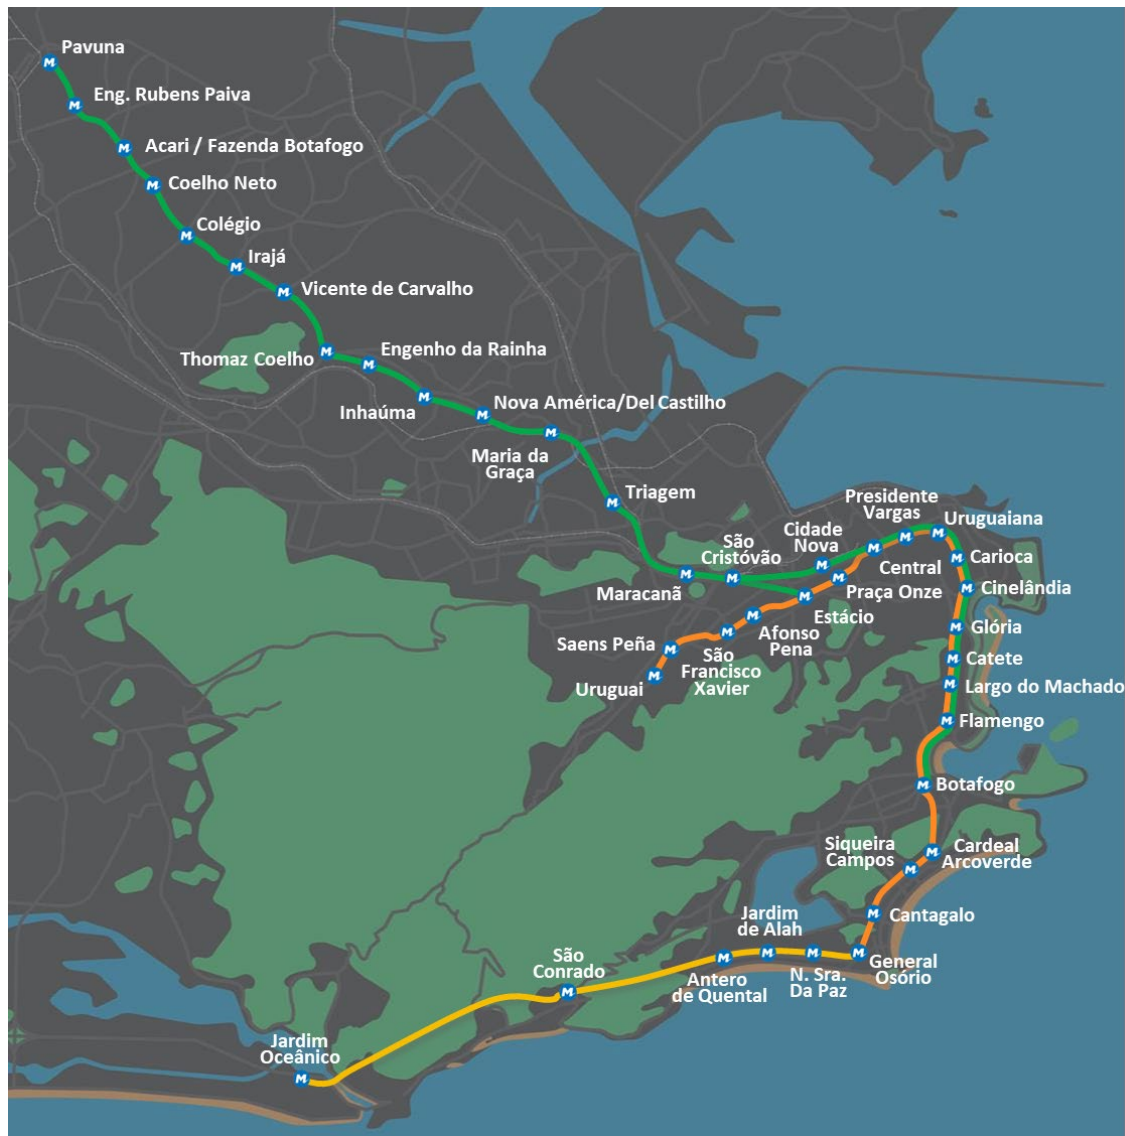 Pavuna
Eng. Rubens Paiva
Acari / Fazenda Botafogo
Coelho Neto
Colégio
Irajá
Vicente de Carvalho
Thomaz Coelho
Engenho da Rainha
Inhaúma
Nova América/Del Castilho
Maria da
Graça
Triagem
Maracanã
São
Cristóvão
Cidade
Nova
Presidente
Vargas
Uruguaiana
Central
Carioca
Praça Onze
Cinelândia
Estácio
Afonso
Pena
São
Francisco
Xavier
Saens Peña
Uruguai
Glória
Catete
Largo do Machado
Flamengo
Botafogo
Siqueira
Campos
Cardeal
Arcoverde
Cantagalo
General
Osório
N. Sra.
Da Paz
Jardim
de Alah
Antero
de Quental
São
Conrado
Jardim
Oceânico